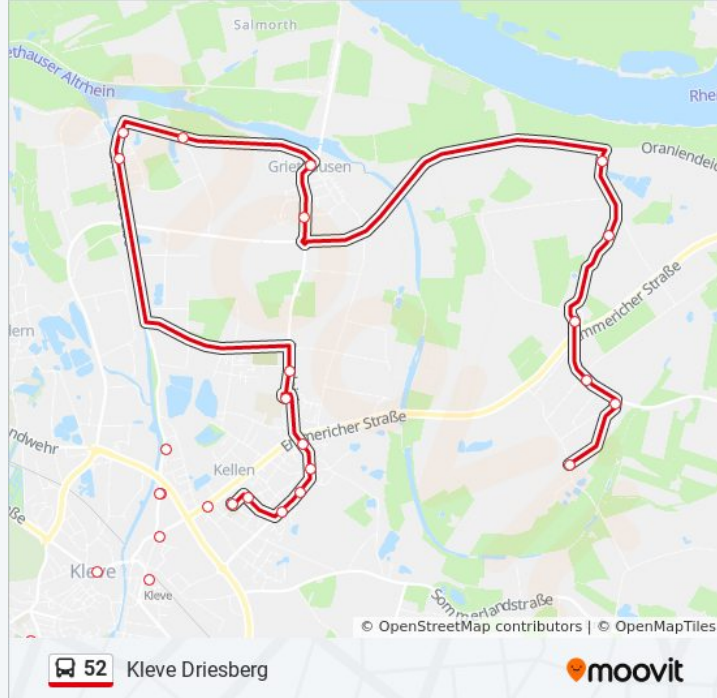 Salmorth
ethauser Altrhein
Rhe
Griethausen
Oraniendeic
mmericher Straße
dern
Emmericher Straße
ndwehr
Kellen
aße
Kleve
Kleve
Sommerlandstraße
© OpenStreetMap contributors | © OpenMapTiles
52 Kleve Driesberg
moovit